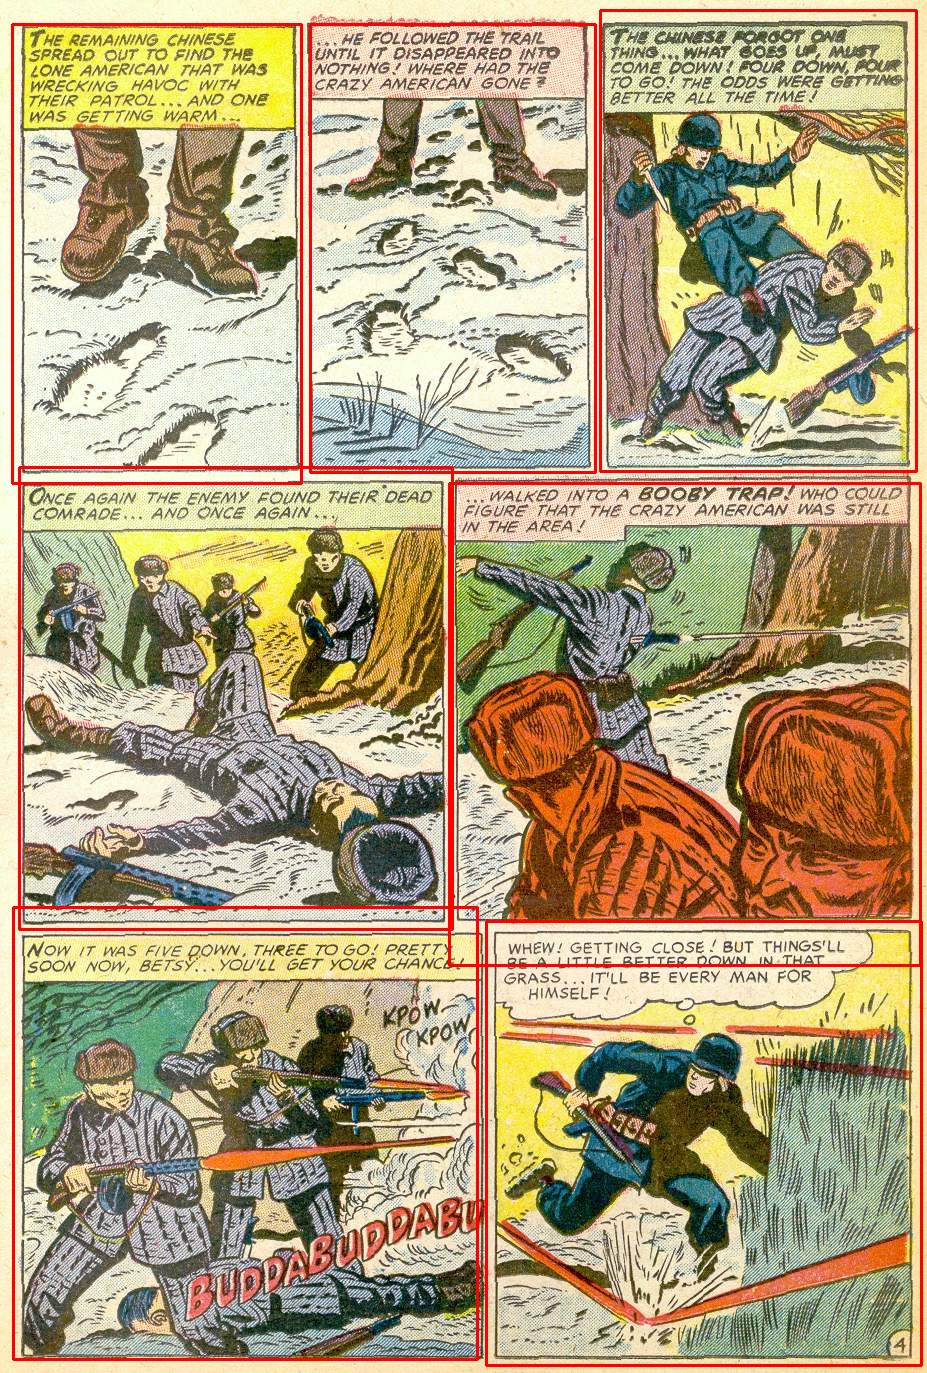 THE REMAINING CHINESE
SPREAD OUT TO FIND THE
LONE AMERICAN THAT WAS
WRECKING HAVOC WITH
THEIR PATROL... AND ONE
WAS GETTING WARM...
...HE FOLLOWED THE TRAIL
UNTIL IT DISAPPEARED INTO
NOTHING! WHERE HAD THE
CRAZY AMERICAN GONE?
THE CHINESE FORGOT ONE
THING... WHAT GOES UP, MUST
COME DOWN! FOUR DOWN, FOUR
TO GO! THE ODDS WERE GETTING
BETTER ALL THE TIME!
ONCE AGAIN THE ENEMY FOUND THEIR DEAD
COMRADE... AND ONCE AGAIN...
...WALKED INTO A BOOBY TRAP! WHO COULD
FIGURE THAT THE CRAZY AMERICAN WAS STILL
IN THE AREA!
NOW IT WAS FIVE DOWN, THREE TO GO! PRETTY
SOON NOW, BETSY... YOU'LL GET YOUR CHANCE!
KPOW
KPOW
BUDDABUDDABU
WHEW! GETTING CLOSE! BUT THINGS'LL
BE A LITTLE BETTER DOWN IN THAT
GRASS... IT'LL BE EVERY MAN FOR
HIMSELF!
4